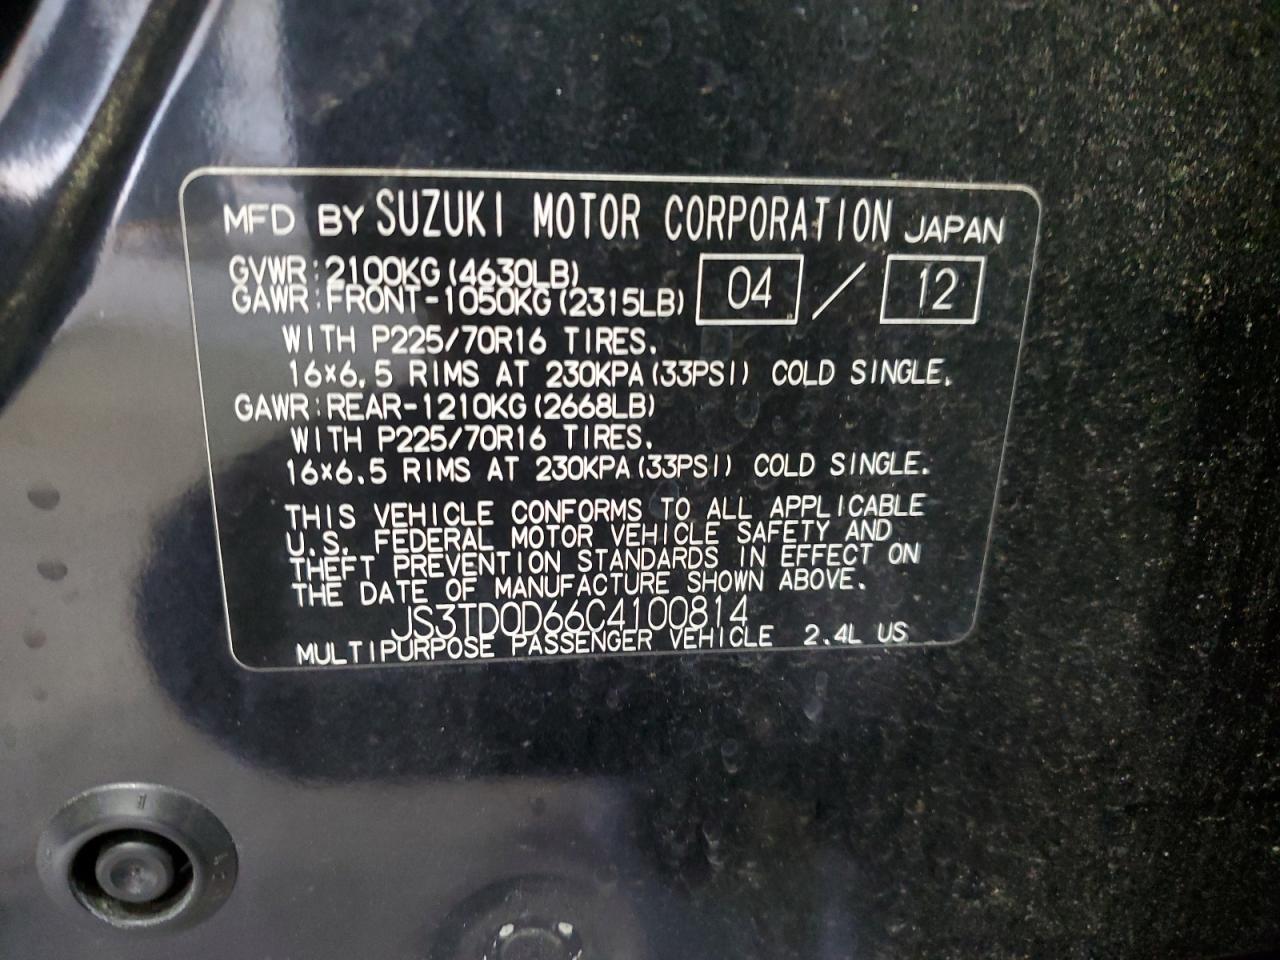 MFD BY SUZUKI MOTOR CORPORATION JAPAN
GVWR:2100KG(4630LB)
GAWR:FRONT-1050KG(2315LB) 04 / 12
WITH P225/70R16 TIRES.
16×6.5 RIMS AT 230KPA(33PSI) COLD SINGLE.
GAWR:REAR-1210KG(2668LB)
WITH P225/70R16 TIRES.
16×6.5 RIMS AT 230KPA(33PSI) COLD SINGLE.
THIS VEHICLE CONFORMS TO ALL APPLICABLE
U.S. FEDERAL MOTOR VEHICLE SAFETY AND
THEFT PREVENTION STANDARDS IN EFFECT ON
THE DATE OF MANUFACTURE SHOWN ABOVE.
JS3TD0D66C4100814
MULTIPURPOSE PASSENGER VEHICLE 2.4L US